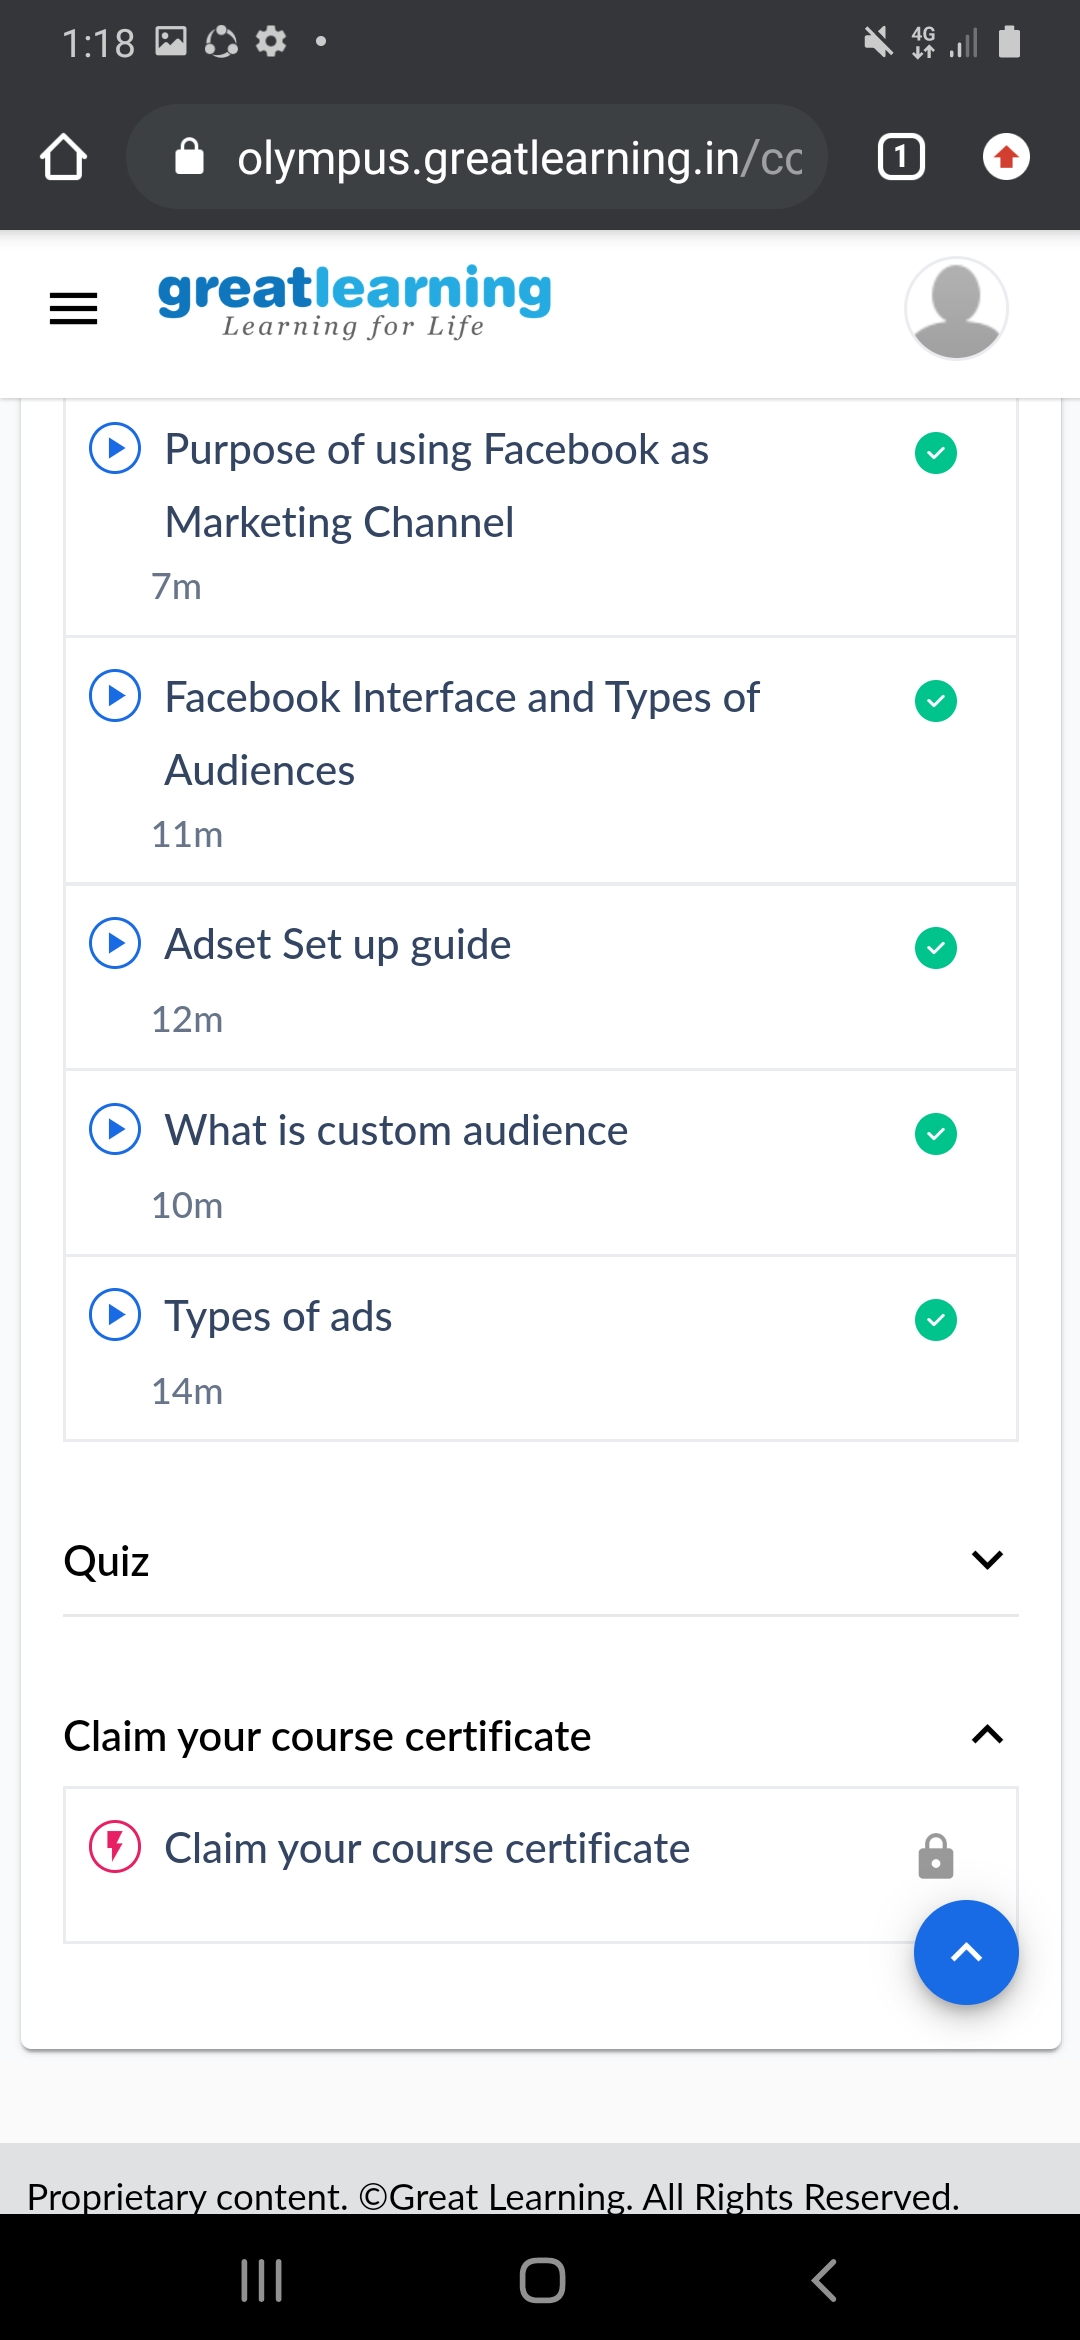 1:18
4G
olympus.greatlearning.in/cc
1
greatlearning
Learning for Life
Purpose of using Facebook as
Marketing Channel
7m
Facebook Interface and Types of
Audiences
11m
Adset Set up guide
12m
What is custom audience
10m
Types of ads
14m
Quiz
Claim your course certificate
Claim your course certificate
Proprietary content. ©Great Learning. All Rights Reserved.